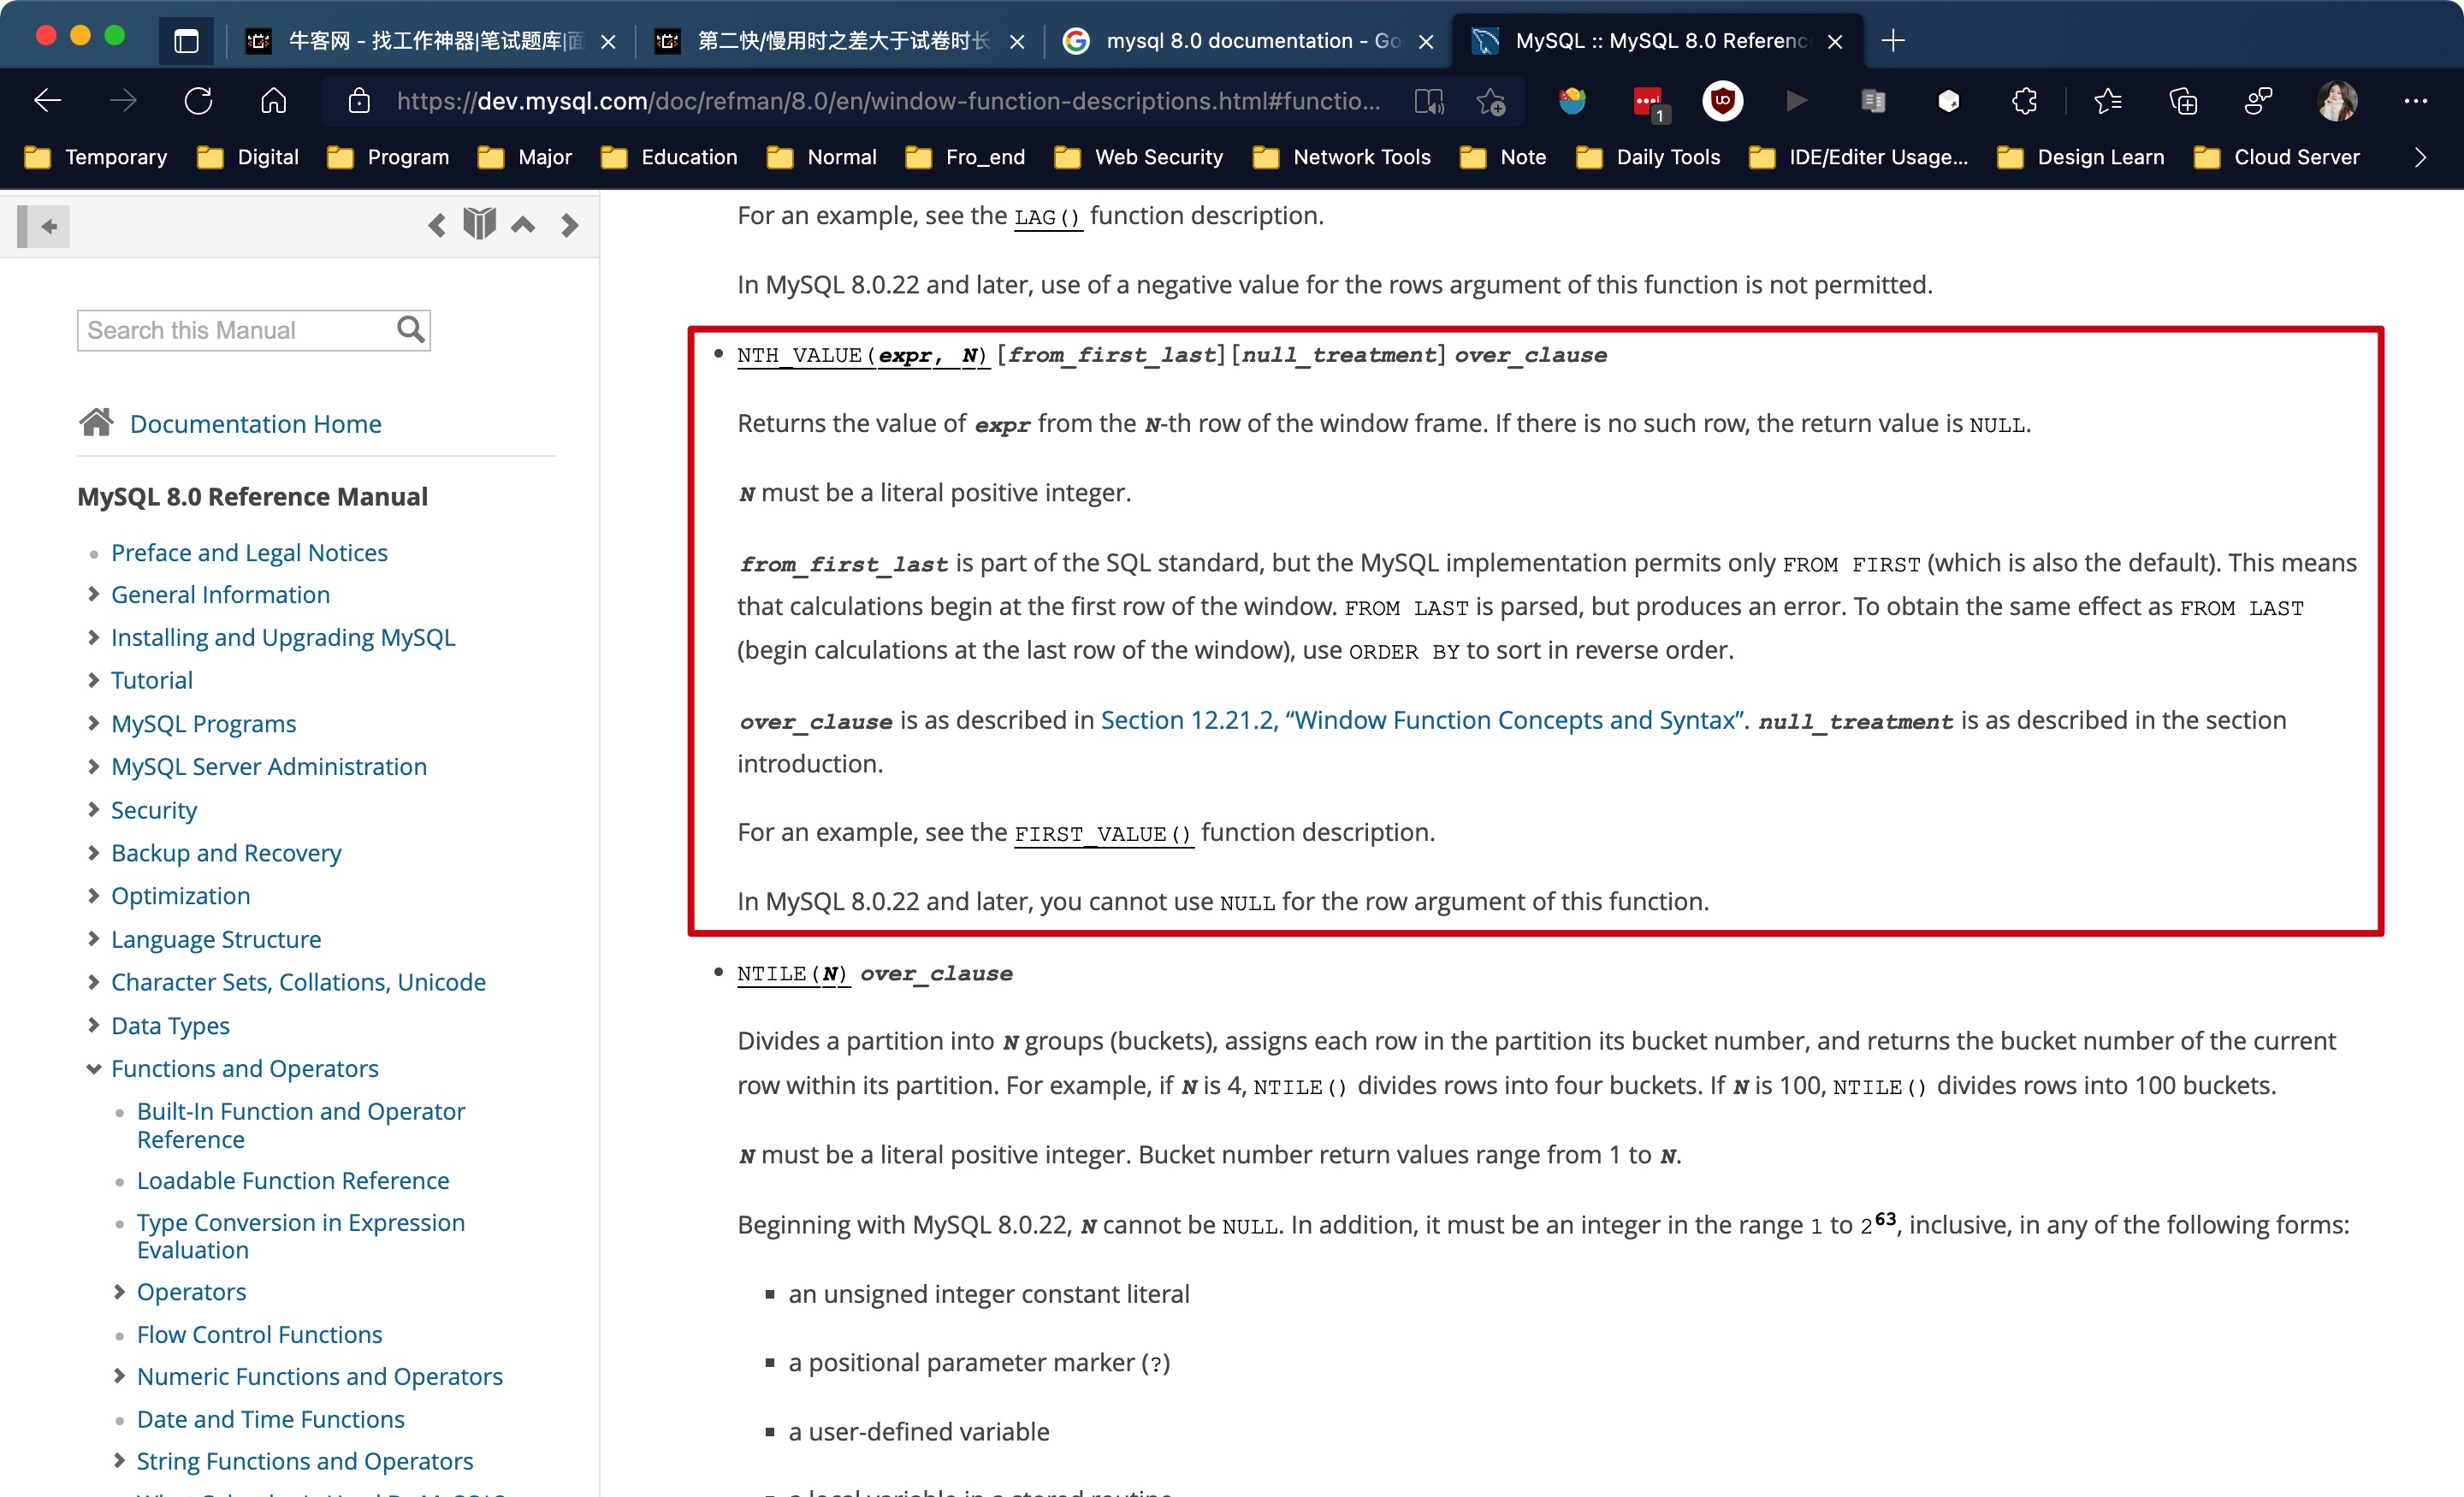 牛客网 - 找工作神器|笔试题库|面
第二快/慢用时之差大于试卷时长
mysql 8.0 documentation - Go
MySQL :: MySQL 8.0 Referenc
https://dev.mysql.com/doc/refman/8.0/en/window-function-descriptions.html#functio...
1
Temporary Digital Program Major Education Normal Fro_end Web Security Network Tools Note Daily Tools IDE/Editer Usage... Design Learn Cloud Server
Search this Manual
Documentation Home
MySQL 8.0 Reference Manual
Preface and Legal Notices
General Information
Installing and Upgrading MySQL
Tutorial
MySQL Programs
MySQL Server Administration
Security
Backup and Recovery
Optimization
Language Structure
Character Sets, Collations, Unicode
Data Types
Functions and Operators
Built-In Function and Operator
Reference
Loadable Function Reference
Type Conversion in Expression
Evaluation
Operators
Flow Control Functions
Numeric Functions and Operators
Date and Time Functions
String Functions and Operators
For an example, see the LAG() function description.
In MySQL 8.0.22 and later, use of a negative value for the rows argument of this function is not permitted.
NTH_VALUE(expr, N) [from_first_last] [null_treatment] over_clause
Returns the value of expr from the N-th row of the window frame. If there is no such row, the return value is NULL.
N must be a literal positive integer.
from_first_last is part of the SQL standard, but the MySQL implementation permits only FROM FIRST (which is also the default). This means
that calculations begin at the first row of the window. FROM LAST is parsed, but produces an error. To obtain the same effect as FROM LAST
(begin calculations at the last row of the window), use ORDER BY to sort in reverse order.
over_clause is as described in Section 12.21.2, “Window Function Concepts and Syntax”. null_treatment is as described in the section
introduction.
For an example, see the FIRST_VALUE() function description.
In MySQL 8.0.22 and later, you cannot use NULL for the row argument of this function.
NTILE(N) over_clause
Divides a partition into N groups (buckets), assigns each row in the partition its bucket number, and returns the bucket number of the current
row within its partition. For example, if N is 4, NTILE() divides rows into four buckets. If N is 100, NTILE() divides rows into 100 buckets.
N must be a literal positive integer. Bucket number return values range from 1 to N.
Beginning with MySQL 8.0.22, N cannot be NULL. In addition, it must be an integer in the range 1 to 2⁶³, inclusive, in any of the following forms:
an unsigned integer constant literal
a positional parameter marker (?)
a user-defined variable
a local variable in a stored routine